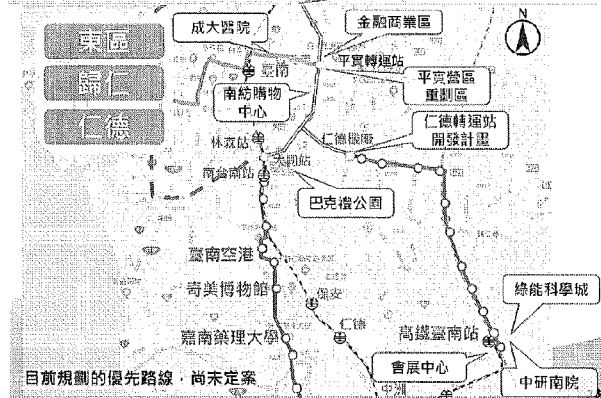 東區
歸仁
仁德
成大醫院
金融商業區
N
臺南
平實轉運站
南紡購物
中心
平實營區
重劃區
林森站
仁德機廠
仁德轉運站
開發計畫
大同站
南台南站
巴克禮公園
臺南空港
奇美博物館
保安
綠能科學城
嘉南藥理大學
仁德
高鐵臺南站
會展中心
中研南院
目前規劃的優先路線，尚未定案
中洲